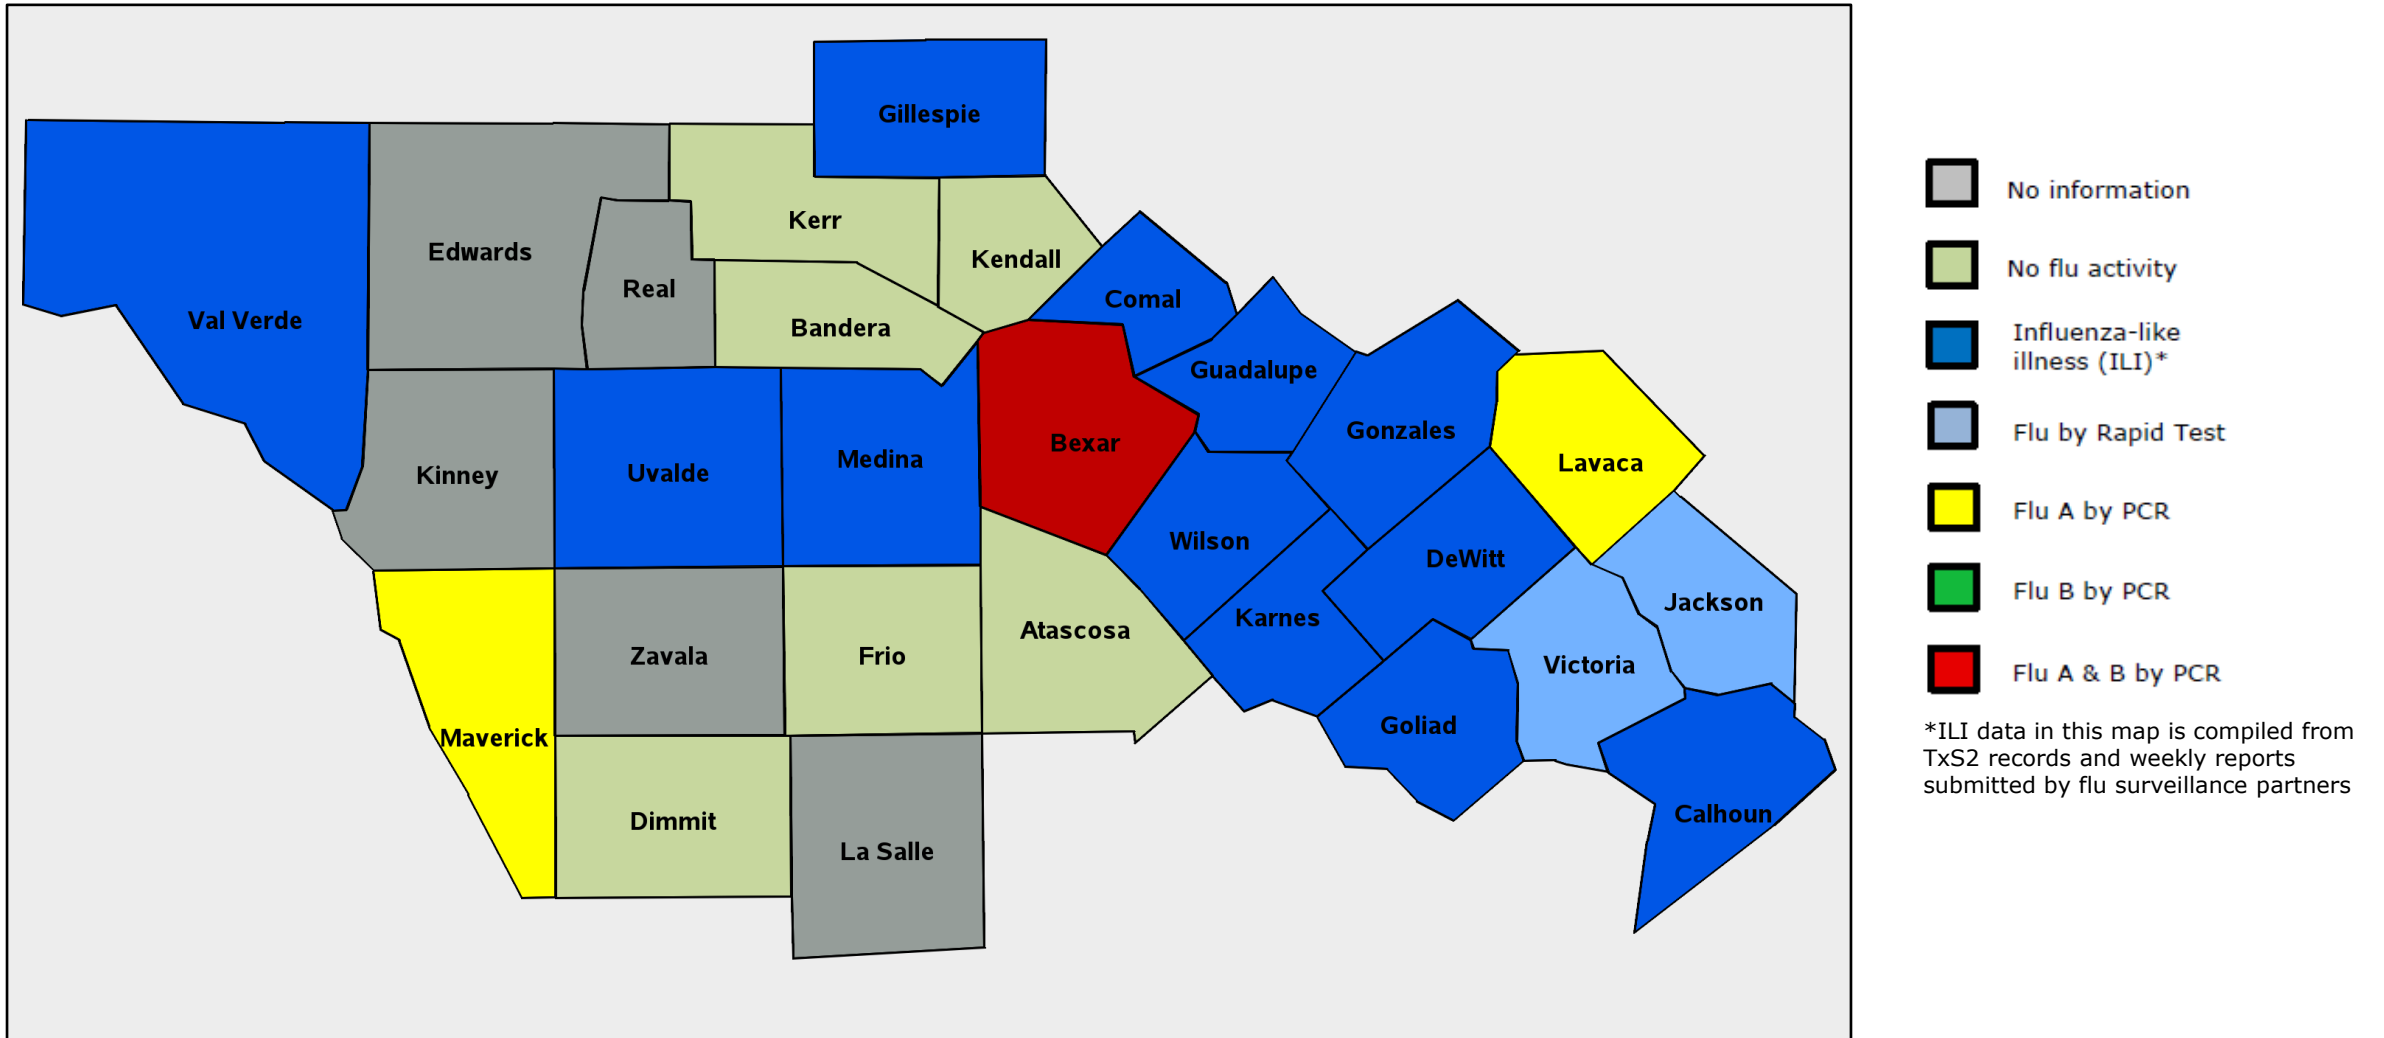 Gillespie
Kerr
Edwards
Kendall
Real
Comal
Val Verde
Bandera
Guadalupe
Gonzales
Bexar
Medina
Lavaca
Uvalde
Kinney
Wilson
DeWitt
Jackson
Karnes
Atascosa
Zavala
Frio
Victoria
Goliad
Maverick
Calhoun
Dimmit
La Salle
No information
No flu activity
Influenza-like
illness (ILI)*
Flu by Rapid Test
Flu A by PCR
Flu B by PCR
Flu A & B by PCR
*ILI data in this map is compiled from
TxS2 records and weekly reports
submitted by flu surveillance partners